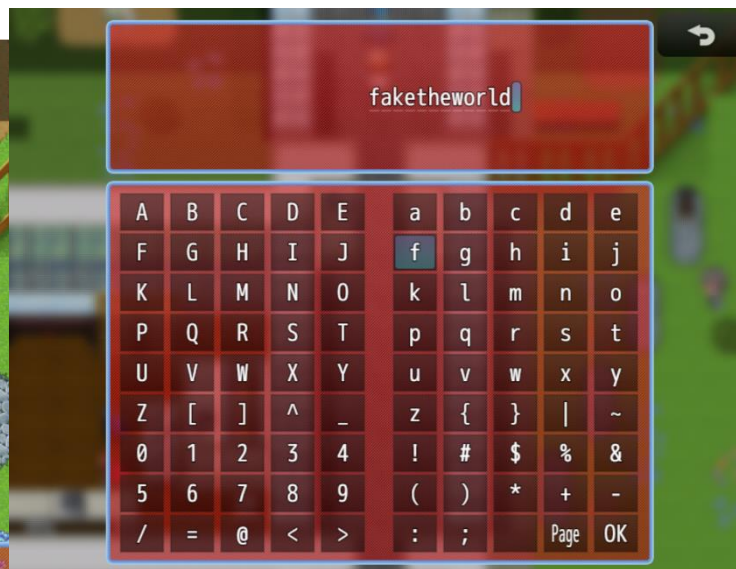 faketheworld
A B C D E a b c d e
F G H I J f g h i j
K L M N O k l m n o
P Q R S T p q r s t
U V W X Y u v w x y
Z [ ] ^ _ z { } | ~
0 1 2 3 4 ! # $ % &
5 6 7 8 9 ( ) * + -
/ = @ < > : ; Page OK